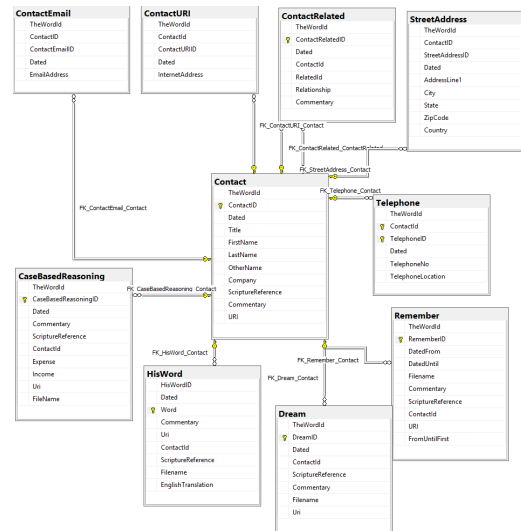 ContactEmail
TheWordId
ContactID
ContactEmailID
Dated
EmailAddress
ContactURI
TheWordId
ContactId
ContactURIID
Dated
InternetAddress
ContactRelated
TheWordId
ContactRelatedID
Dated
ContactId
RelatedId
Relationship
Commentary
StreetAddress
TheWordId
ContactID
StreetAddressID
Dated
AddressLine1
City
State
ZipCode
Country
FK_ContactURI_Contact
FK_ContactRelated_ContactRelated
FK_StreetAddress_Contact
FK_Telephone_Contact
FK_ContactEmail_Contact
Contact
TheWordId
ContactID
Dated
Title
FirstName
LastName
OtherName
Company
ScriptureReference
Commentary
URI
Telephone
TheWordId
ContactId
TelephoneID
Dated
TelephoneNo
TelephoneLocation
CaseBasedReasoning
TheWordId
CaseBasedReasoningID
Dated
Commentary
ScriptureReference
ContactId
Expense
Income
Uri
FileName
FK_CaseBasedReasoning_Contact
FK_HisWord_Contact
FK_Remember_Contact
FK_Dream_Contact
Remember
TheWordId
RememberID
DatedFrom
DatedUntil
Filename
Commentary
ScriptureReference
ContactId
URI
FromUntilFirst
HisWord
HisWordID
Dated
Word
Commentary
Uri
ContactId
ScriptureReference
Filename
EnglishTranslation
Dream
TheWordId
DreamID
Dated
ContactId
ScriptureReference
Commentary
Filename
Uri